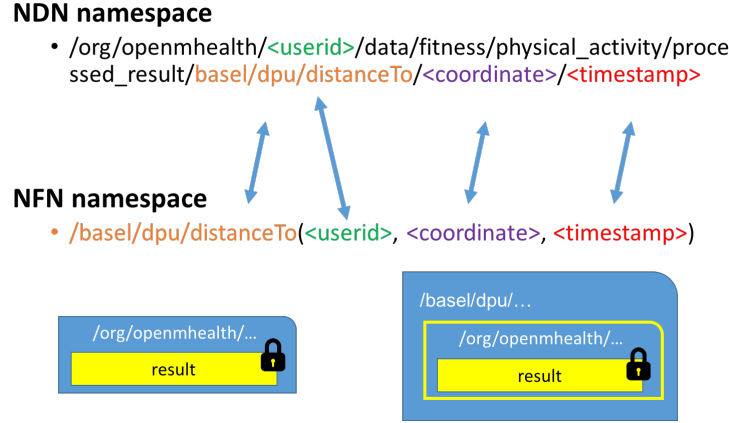 NDN namespace
• /org/openmhealth/<userid>/data/fitness/physical_activity/proce
ssed_result/basel/dpu/distanceTo/<coordinate>/<timestamp>
NFN namespace
• /basel/dpu/distanceTo(<userid>, <coordinate>, <timestamp>)
/org/openmhealth/...
result
/basel/dpu/...
/org/openmhealth/...
result